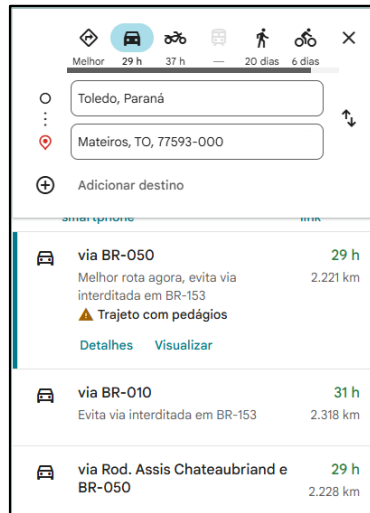 Melhor 29 h 37 h — 20 dias 6 dias
Toledo, Paraná
Mateiros, TO, 77593-000
Adicionar destino
smartphone link
via BR-050 29 h
Melhor rota agora, evita via 2.221 km
interditada em BR-153
Trajeto com pedágios
Detalhes Visualizar
via BR-010 31 h
Evita via interditada em BR-153 2.318 km
via Rod. Assis Chateaubriand e 29 h
BR-050 2.228 km